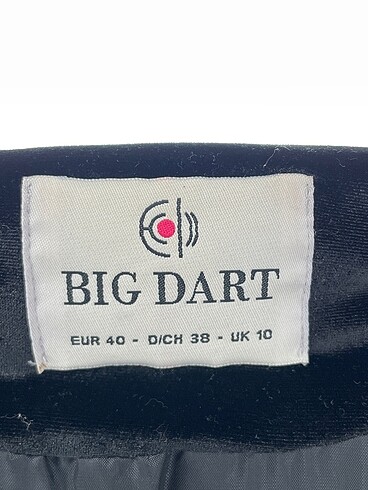 BIG DART
EUR 40 - D/CH 38 - UK 10